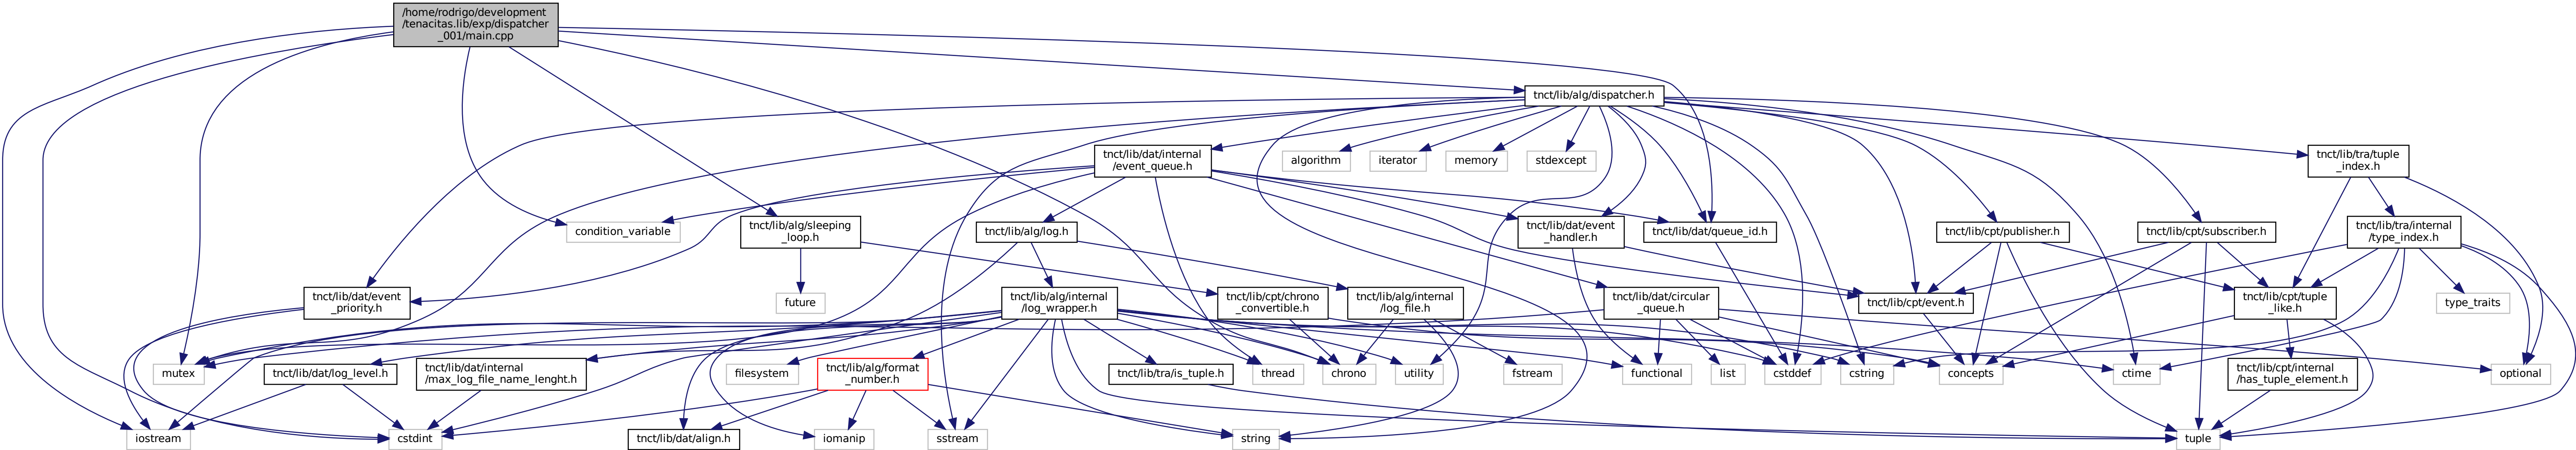 /home/rodrigo/development
/tenacitas.lib/exp/dispatcher
_001/main.cpp
tnct/lib/alg/dispatcher.h
tnct/lib/dat/internal
/event_queue.h
algorithm
iterator
memory
stdexcept
tnct/lib/tra/tuple
_index.h
condition_variable
tnct/lib/alg/sleeping
_loop.h
tnct/lib/alg/log.h
tnct/lib/dat/event
_handler.h
tnct/lib/dat/queue_id.h
tnct/lib/cpt/publisher.h
tnct/lib/cpt/subscriber.h
tnct/lib/tra/internal
/type_index.h
tnct/lib/dat/event
_priority.h
future
tnct/lib/alg/internal
/log_wrapper.h
tnct/lib/cpt/chrono
_convertible.h
tnct/lib/alg/internal
/log_file.h
tnct/lib/dat/circular
_queue.h
tnct/lib/cpt/event.h
tnct/lib/cpt/tuple
_like.h
type_traits
mutex
tnct/lib/dat/log_level.h
tnct/lib/dat/internal
/max_log_file_name_lenght.h
filesystem
tnct/lib/alg/format
_number.h
tnct/lib/tra/is_tuple.h
thread
chrono
utility
fstream
functional
list
cstddef
cstring
concepts
ctime
tnct/lib/cpt/internal
/has_tuple_element.h
optional
iostream
cstdint
tnct/lib/dat/align.h
iomanip
sstream
string
tuple